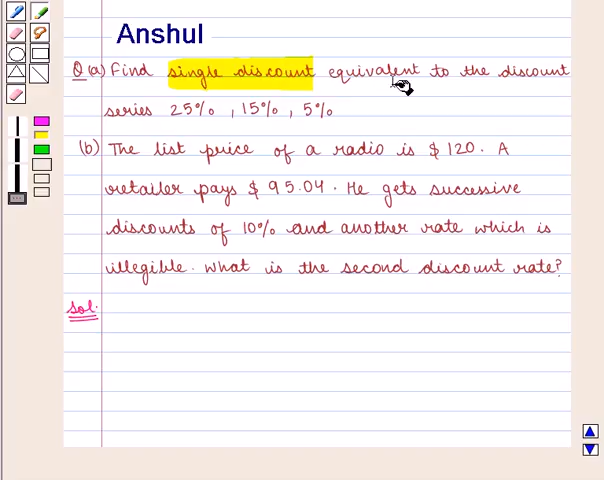 Anshul
Q (a) Find single discount equivalent to the discount
series 25% , 15% , 5%
(b) The list price of a radio is $ 120. A
retailer pays $ 95.04. He gets successive
discounts of 10% and another rate which is
illegible. What is the second discount rate?
Sol.